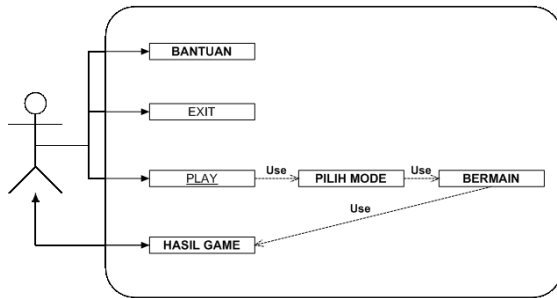 BANTUAN
EXIT
PLAY
Use
PILIH MODE
Use
BERMAIN
Use
HASIL GAME